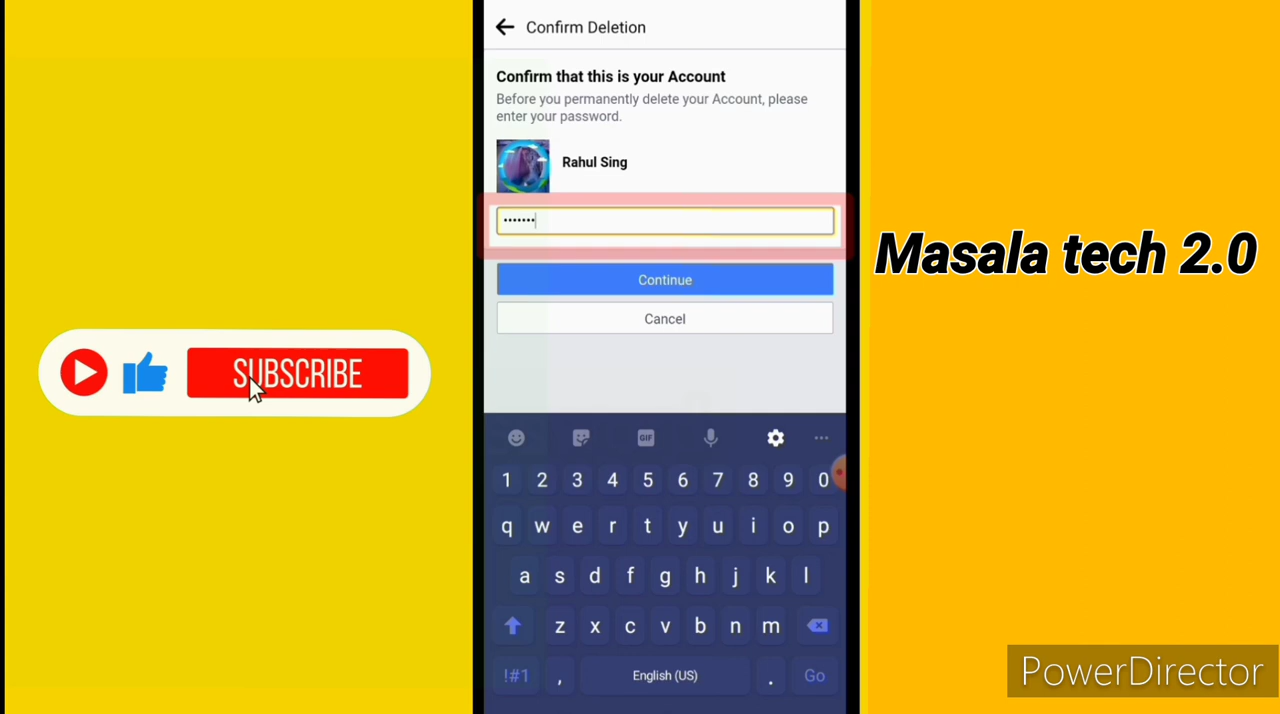 Confirm Deletion
Confirm that this is your Account
Before you permanently delete your Account, please
enter your password.
Rahul Sing
•••••••
Continue
Cancel
Masala tech 2.0
SUBSCRIBE
GIF
1 2 3 4 5 6 7 8 9 0
q w e r t y u i o p
a s d f g h j k l
z x c v b n m
!#1 , English (US) . Go
PowerDirector